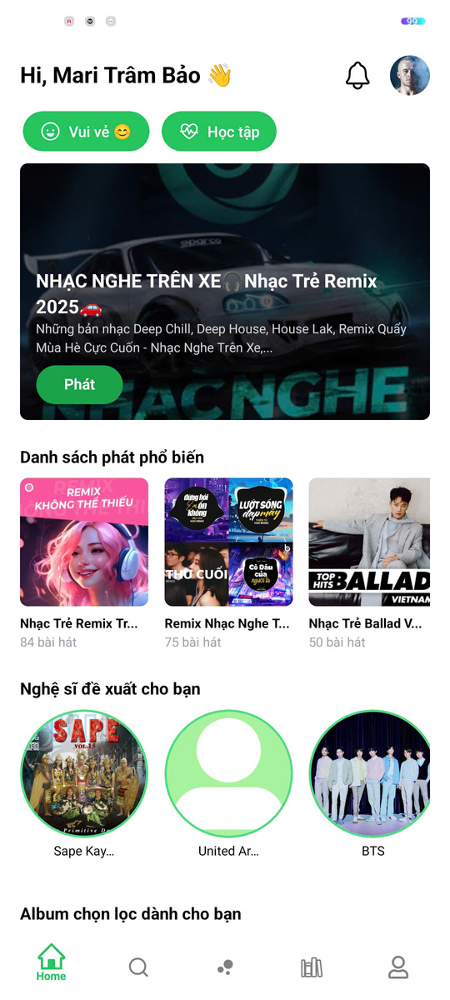 99
Hi, Mari Trâm Bảo 👋
Vui vẻ 😊
Học tập
sparco
NHẠC NGHE TRÊN XE🎧Nhạc Trẻ Remix
2025🚗
Những bản nhạc Deep Chill, Deep House, House Lak, Remix Quẩy
Mùa Hè Cực Cuốn - Nhạc Nghe Trên Xe,...
Phát
NHẠC NGHE
Danh sách phát phổ biến
REMIX
KHÔNG THỂ THIẾU
đừng hỏi
Em ổn
không
LƯỢT SÓNG
đạp mây
THƯ CUỐI
Cô Dâu
của
người ta
TOP
HITS BALLAD
VIETNAM
Nhạc Trẻ Remix Tr...
84 bài hát
Remix Nhạc Nghe T...
75 bài hát
Nhạc Trẻ Ballad V...
50 bài hát
Nghệ sĩ đề xuất cho bạn
SAPE
VOL.15
Primitive D
Sape Kay...
United Ar...
BTS
Album chọn lọc dành cho bạn
Home